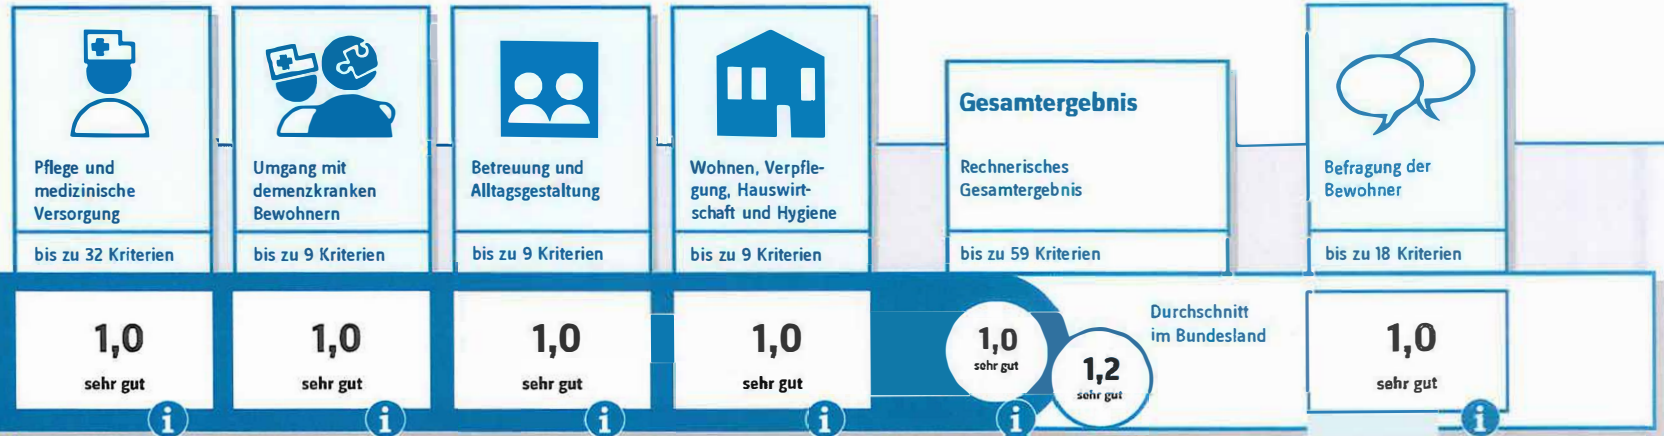 Pflege und
medizinische
Versorgung
bis zu 32 Kriterien
1,0
sehr gut
i
Umgang mit
demenzkranken
Bewohnern
bis zu 9 Kriterien
1,0
sehr gut
i
Betreuung und
Alltagsgestaltung
bis zu 9 Kriterien
1,0
sehr gut
i
Wohnen, Verpfle-
gung, Hauswirt-
schaft und Hygiene
bis zu 9 Kriterien
1,0
sehr gut
i
Gesamtergebnis
Rechnerisches
Gesamtergebnis
bis zu 59 Kriterien
1,0
sehr gut
i
Durchschnitt
im Bundesland
1,2
sehr gut
Befragung der
Bewohner
bis zu 18 Kriterien
1,0
sehr gut
i